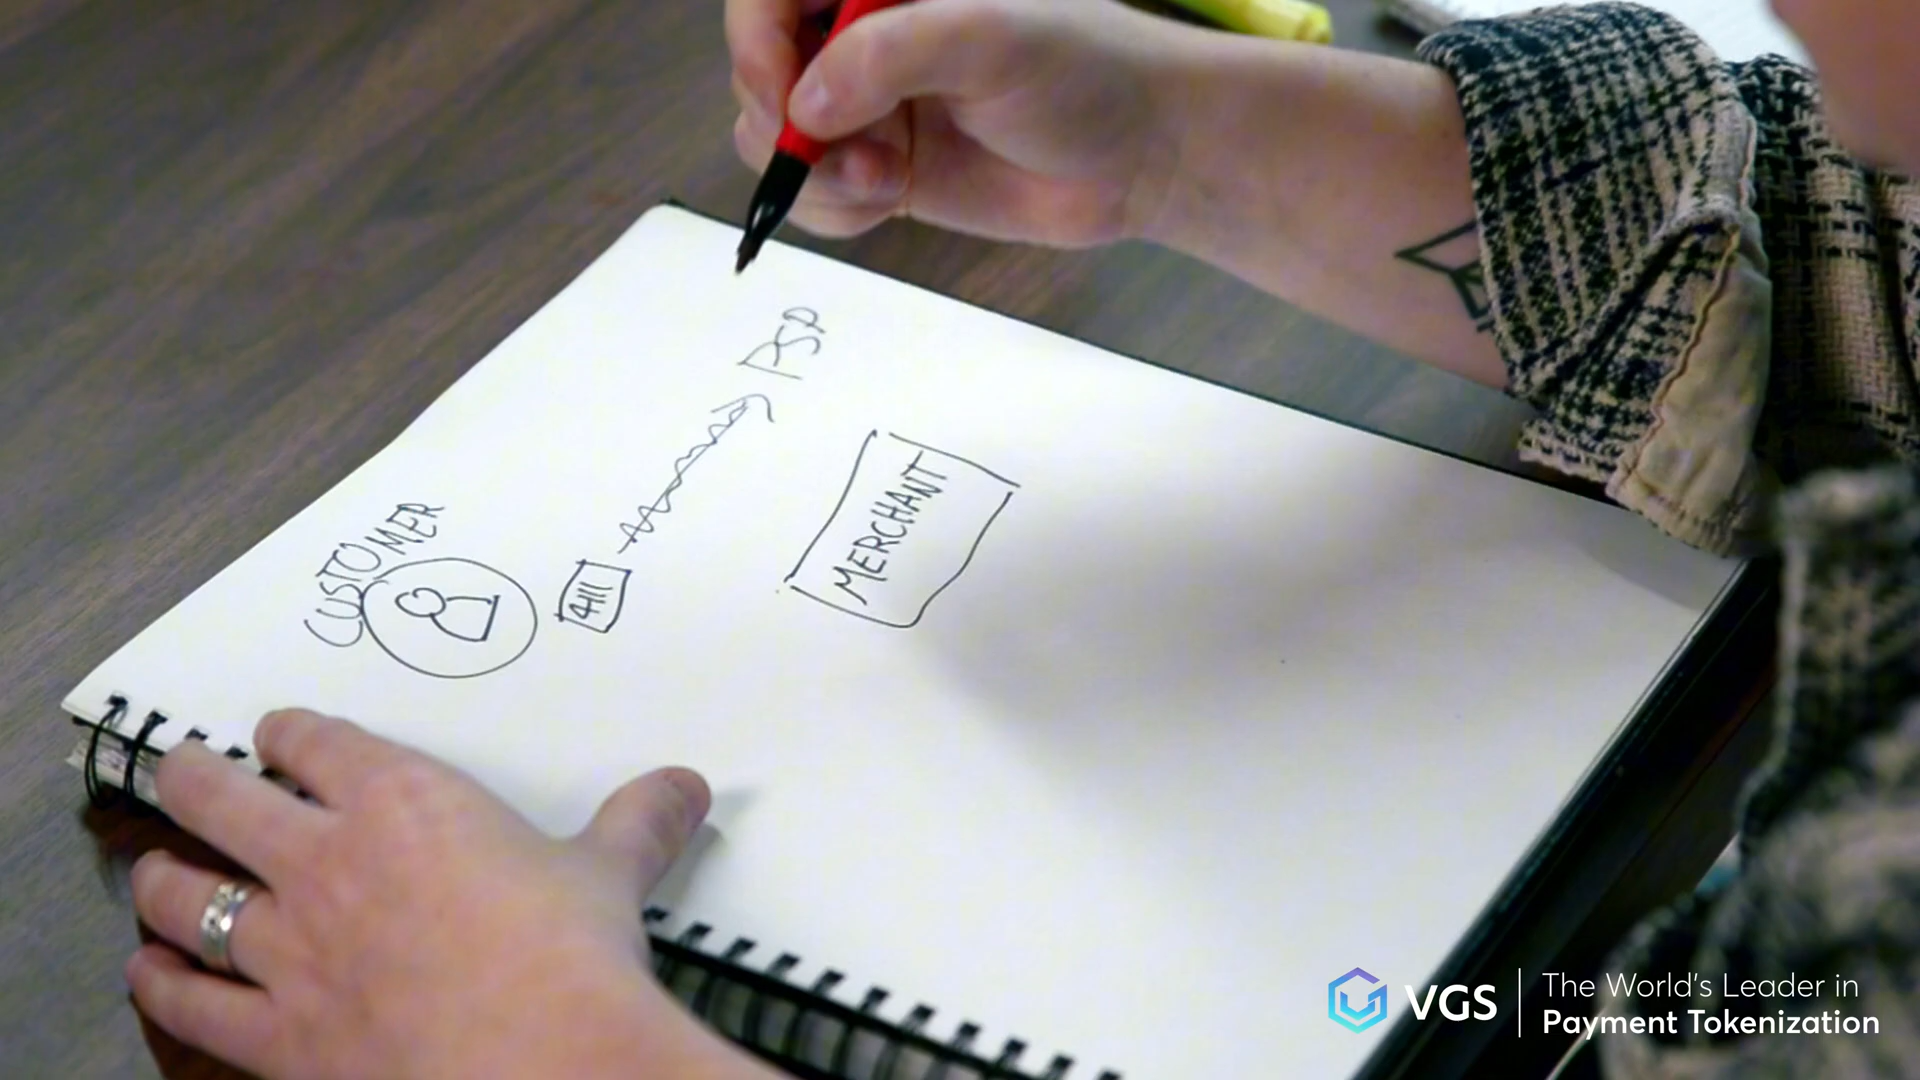 CUSTOMER
4111
PSP
MERCHANT
VGS
The World's Leader in
Payment Tokenization